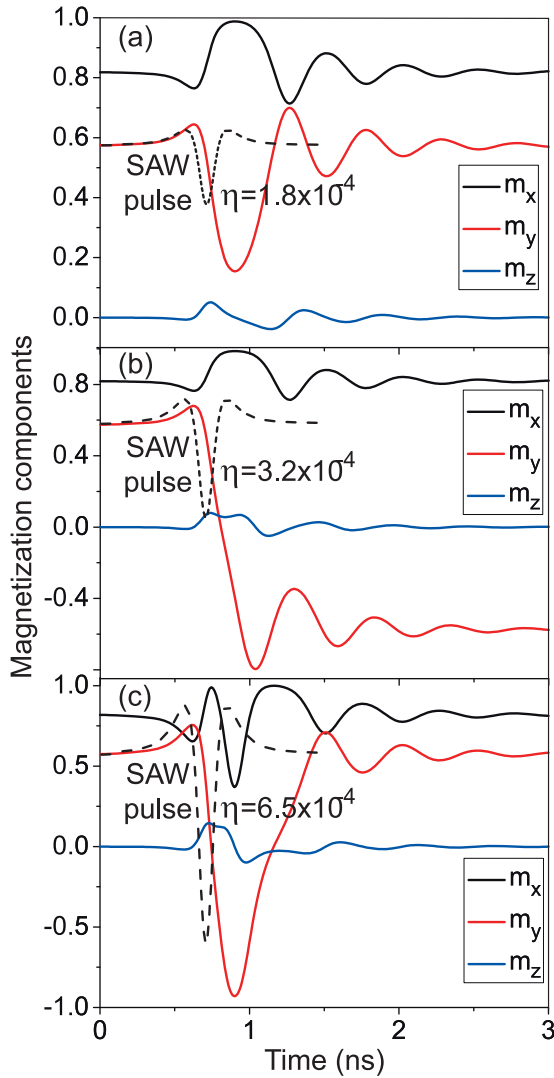 (a)
1.0
0.8
0.6
0.4
0.2
0.0
SAW
pulse
η=1.8x10⁻⁴
mₓ
m_y
m_z
Magnetization components
(b)
0.8
0.4
0.0
-0.4
SAW
pulse
η=3.2x10⁻⁴
mₓ
m_y
m_z
(c)
1.0
0.5
0.0
-0.5
-1.0
SAW
pulse
η=6.5x10⁻⁴
mₓ
m_y
m_z
0
1
2
3
Time (ns)